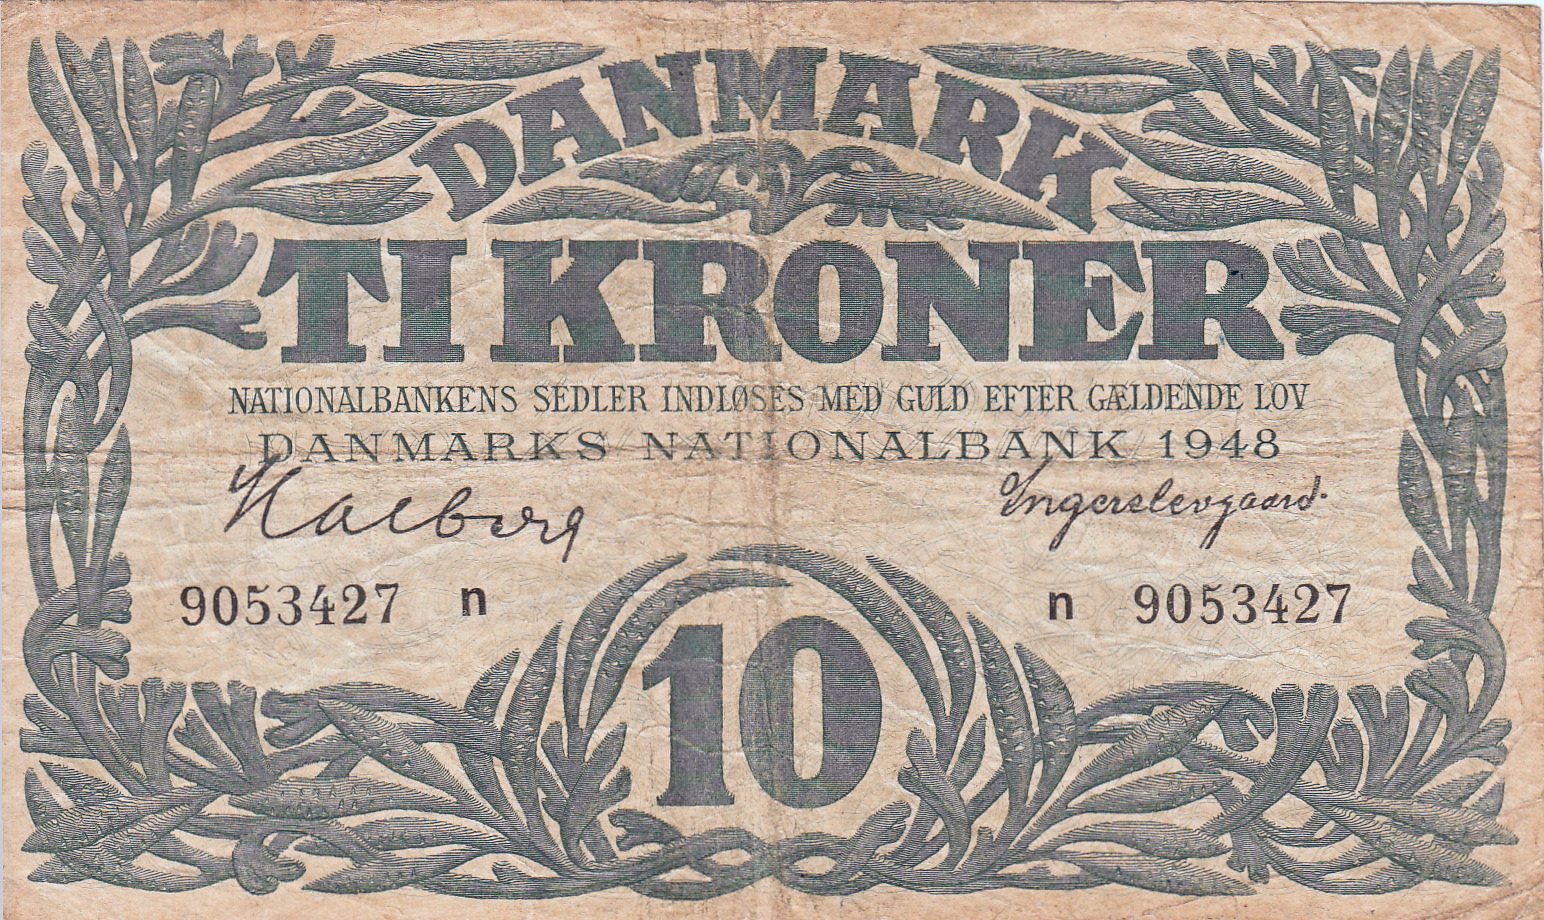 DANMARK
TI KRONER
NATIONALBANKENS SEDLER INDLØSES MED GULD EFTER GÆLDENDE LOV
DANMARKS NATIONALBANK 1948
Halberg Ingerslevgaard.
9053427 n n 9053427
10